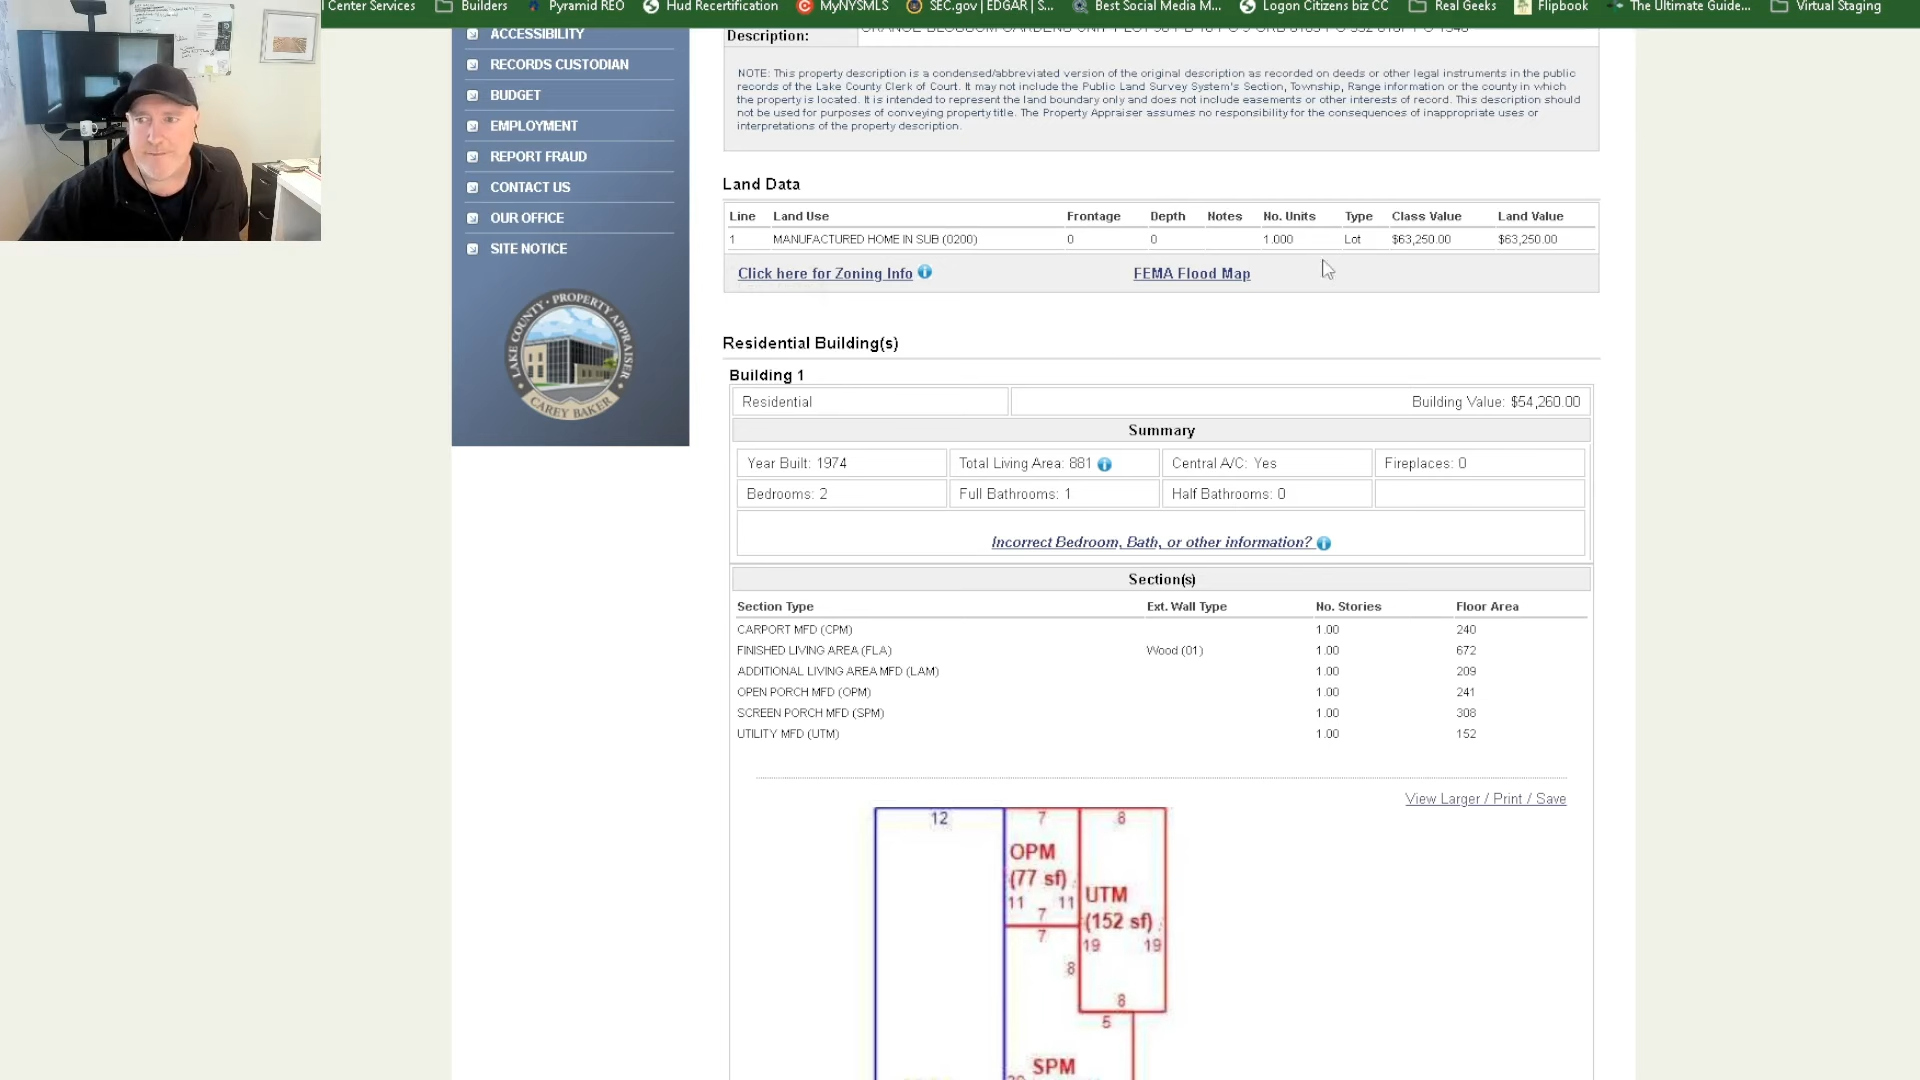 l Center Services Builders Pyramid REO Hud Recertification MyNYSMLS SEC.gov | EDGAR | S... Best Social Media M... Logon Citizens biz CC Real Geeks Flipbook The Ultimate Guide... Virtual Staging
ACCESSIBILITY
RECORDS CUSTODIAN
BUDGET
EMPLOYMENT
REPORT FRAUD
CONTACT US
OUR OFFICE
SITE NOTICE
LAKE COUNTY · PROPERTY APPRAISER
CAREY BAKER
Description:
NOTE: This property description is a condensed/abbreviated version of the original description as recorded on deeds or other legal instruments in the public
records of the Lake County Clerk of Court. It may not include the Public Land Survey System's Section, Township, Range information or the county in which
the property is located. It is intended to represent the land boundary only and does not include easements or other interests of record. This description should
not be used for purposes of conveying property title. The Property Appraiser assumes no responsibility for the consequences of inappropriate uses or
interpretations of the property description.
Land Data
Line Land Use Frontage Depth Notes No. Units Type Class Value Land Value
1 MANUFACTURED HOME IN SUB (0200) 0 0 1.000 Lot $63,250.00 $63,250.00
Click here for Zoning Info FEMA Flood Map
Residential Building(s)
Building 1
Residential Building Value: $54,260.00
Summary
Year Built: 1974 Total Living Area: 881 Central A/C: Yes Fireplaces: 0
Bedrooms: 2 Full Bathrooms: 1 Half Bathrooms: 0
Incorrect Bedroom, Bath, or other information?
Section(s)
Section Type Ext. Wall Type No. Stories Floor Area
CARPORT MFD (CPM) 1.00 240
FINISHED LIVING AREA (FLA) Wood (01) 1.00 672
ADDITIONAL LIVING AREA MFD (LAM) 1.00 209
OPEN PORCH MFD (OPM) 1.00 241
SCREEN PORCH MFD (SPM) 1.00 308
UTILITY MFD (UTM) 1.00 152
View Larger / Print / Save
12 7 8
OPM
(77 sf)
11 11
7
UTM
(152 sf)
7
19 19
8
8
5
SPM